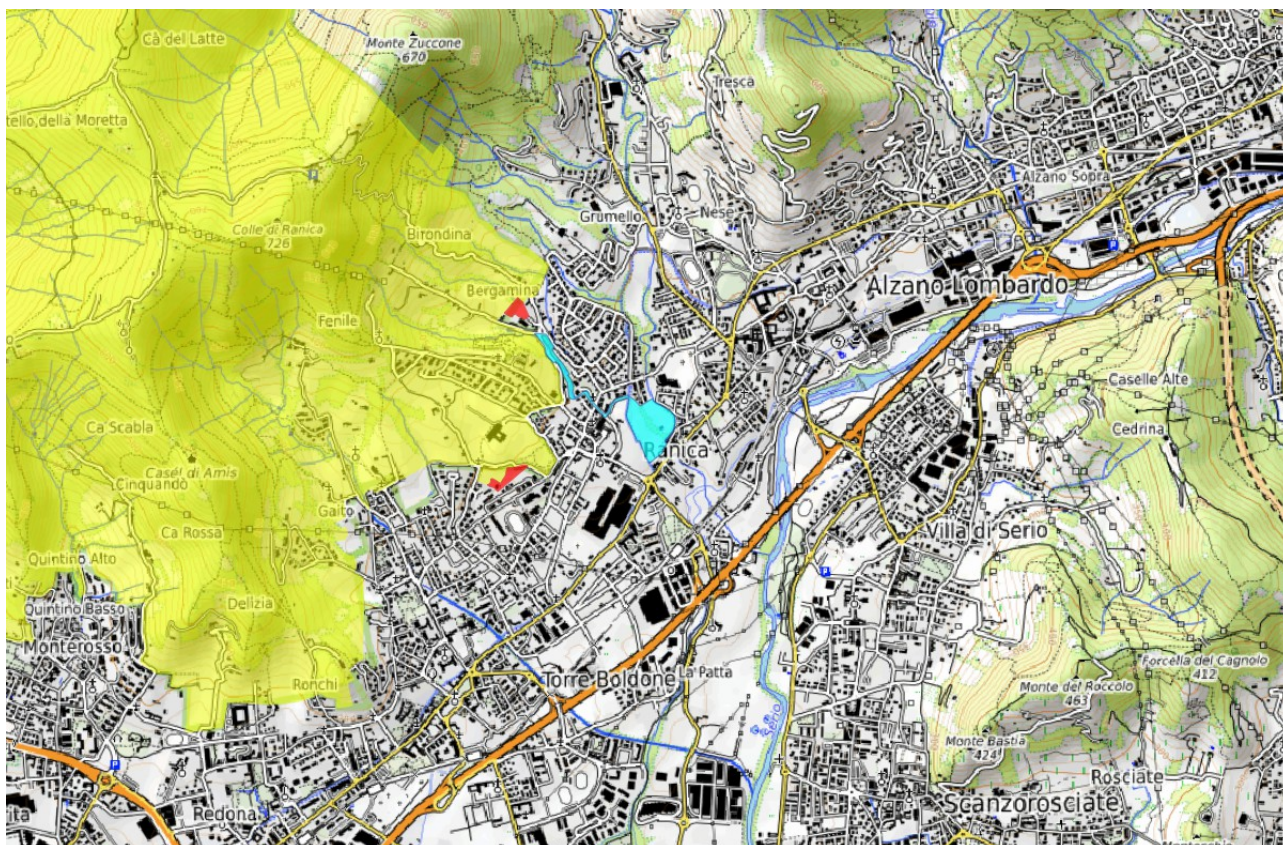 Cà del Latte
Monte Zuccone
670
Tresca
tello della Moretta
Alzano Sopra
Grumello
Nese
Colle di Ranica
726
Birondina
Bergamina
Alzano Lombardo
Fenile
Caselle Alte
Ca Scabla
Cedrina
Ranica
Casél di Amis
Cinquandò
Gaito
Ca Rossa
Villa di Serio
Quintino Alto
Delizia
Quintino Basso
Monterosso
Forcella del Cagnolo
412
Ronchi
Torre Boldone
La Patta
Monte del Roccolo
463
Serio
Monte Bastia
424
Rosciate
Redona
Scanzorosciate
rita